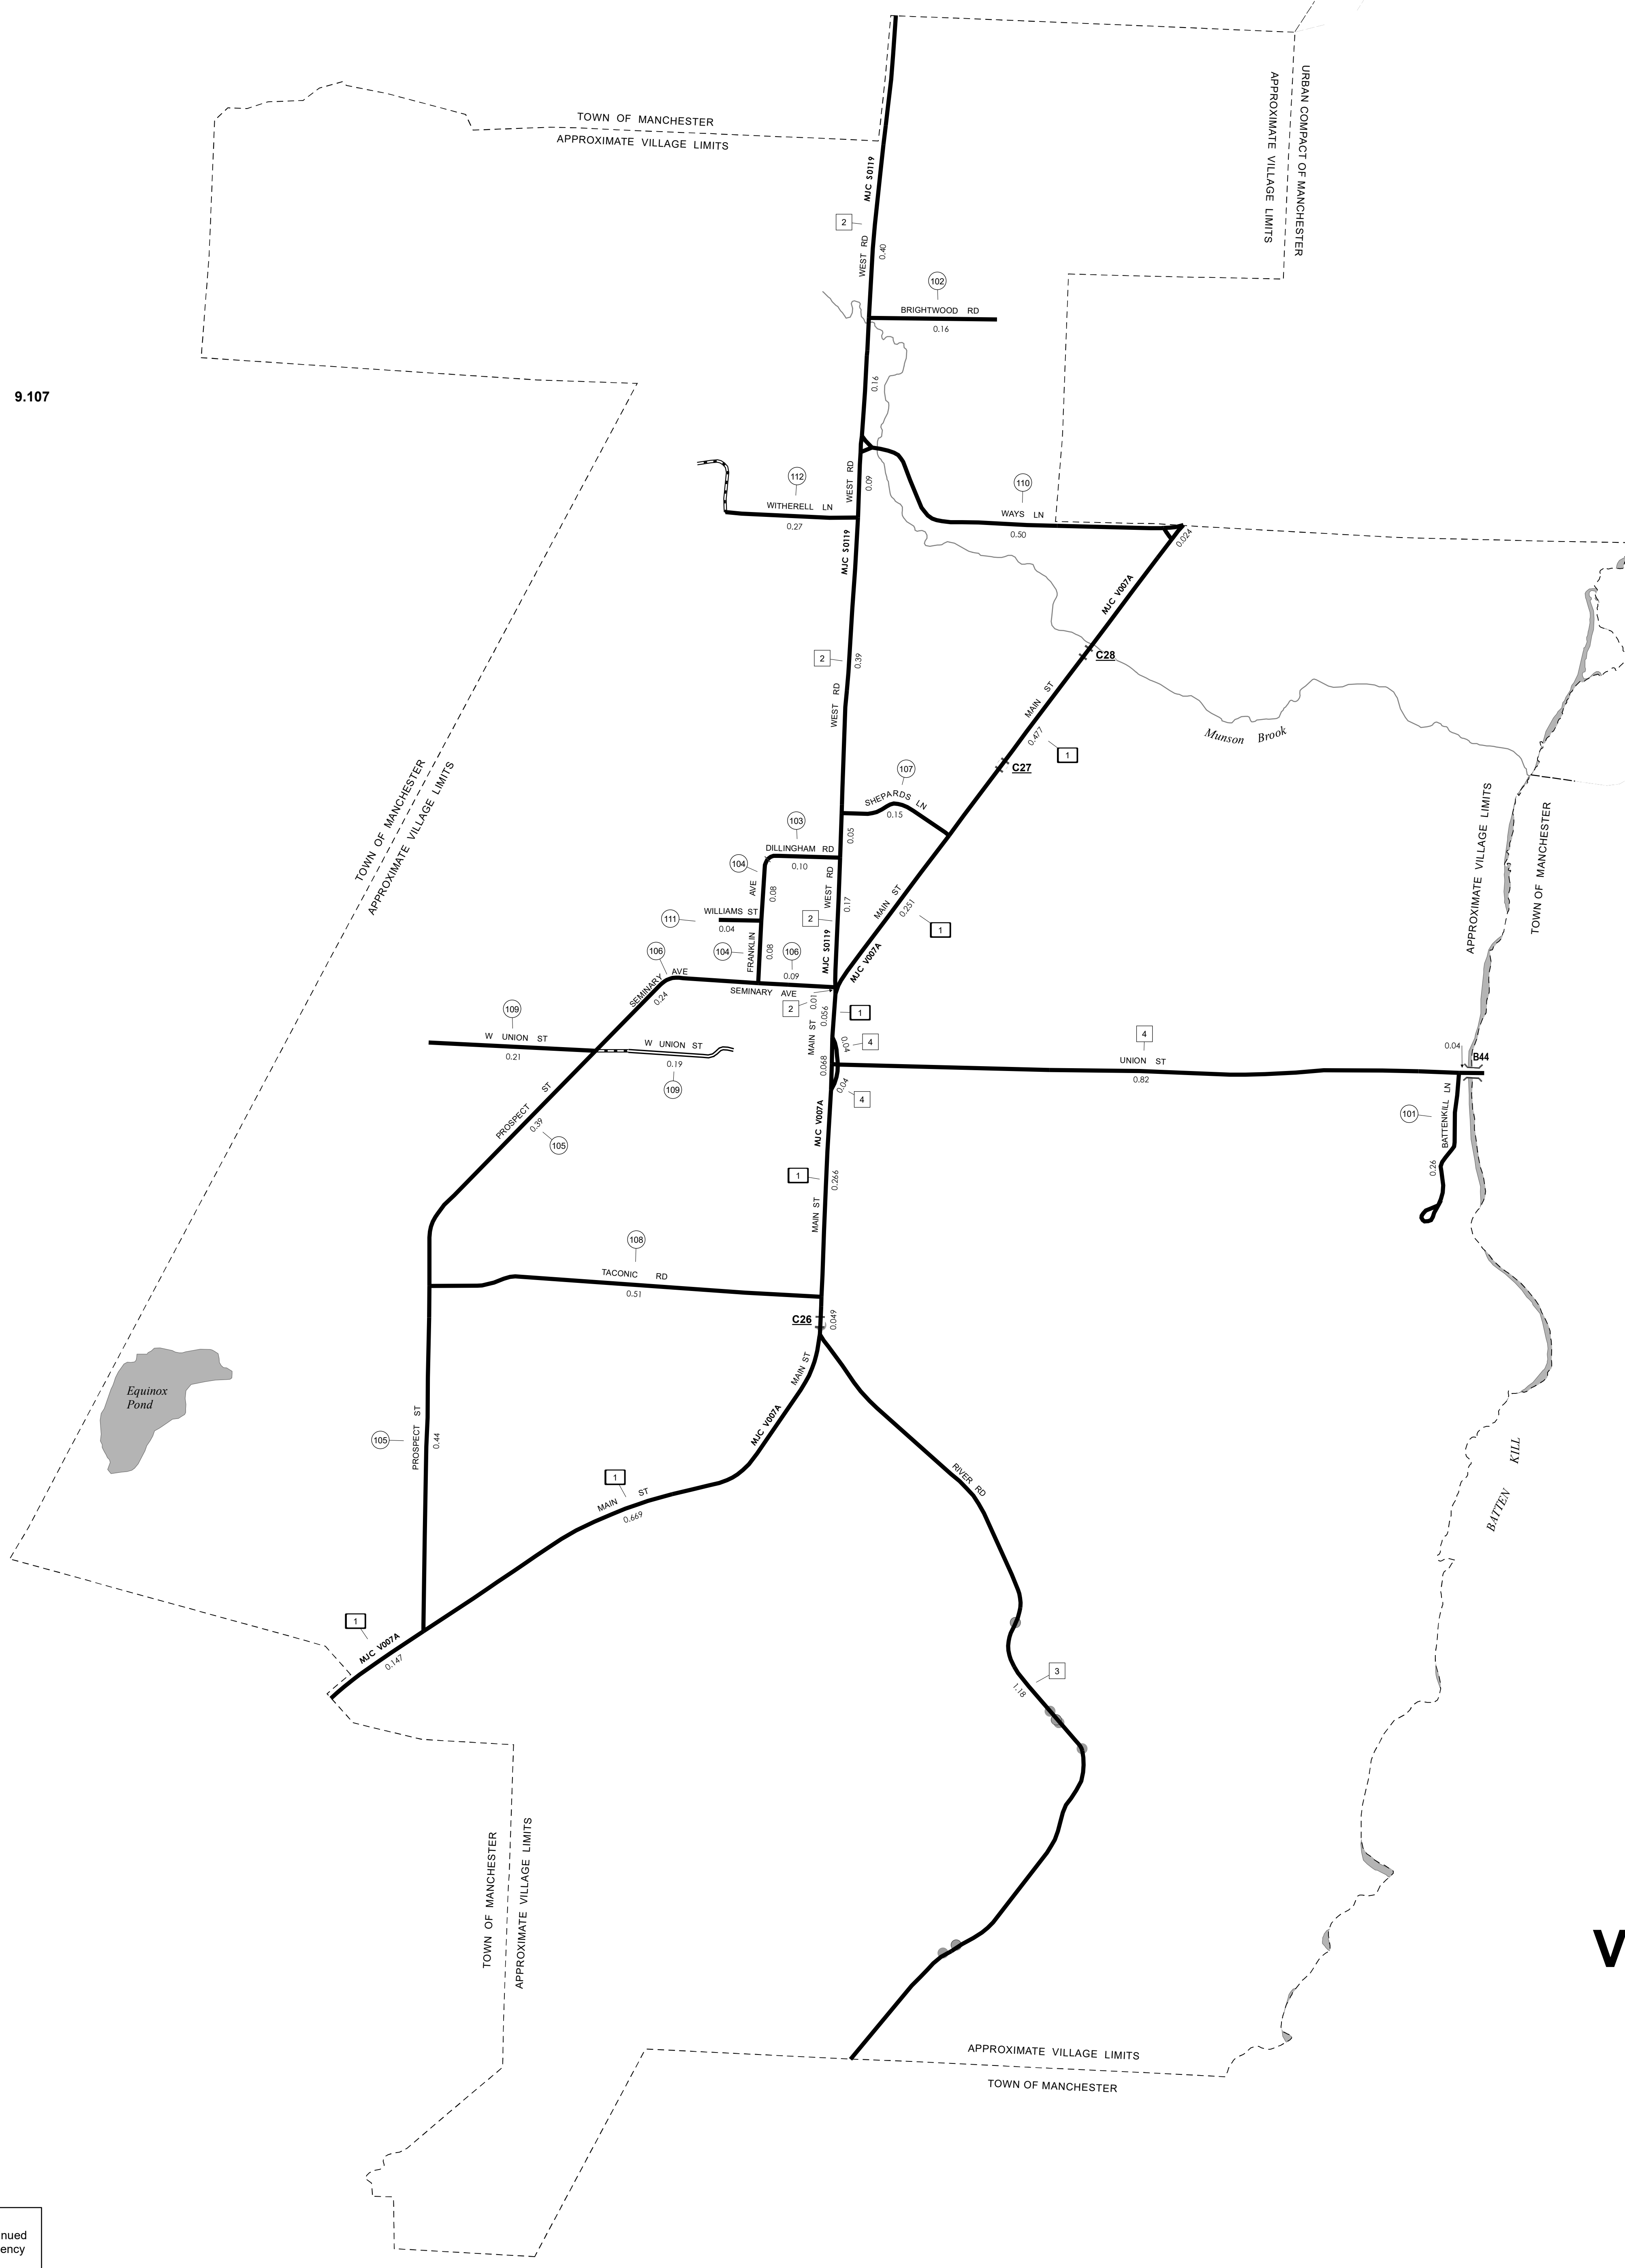 TOWN OF MANCHESTER
APPROXIMATE VILLAGE LIMITS
APPROXIMATE VILLAGE LIMITS
URBAN COMPACT OF MANCHESTER
MJC S0119
2
WEST RD
0.40
102
BRIGHTWOOD RD
0.16
9.107
0.16
112
WITHERELL LN
0.27
WEST RD
0.09
110
WAYS LN
0.50
0.024
MJC S0119
MJC V007A
2
0.39
C28
WEST RD
MAIN ST
0.477
1
C27
Munson Brook
TOWN OF MANCHESTER
APPROXIMATE VILLAGE LIMITS
107
SHEPARDS LN
0.15
APPROXIMATE VILLAGE LIMITS
TOWN OF MANCHESTER
103
DILLINGHAM RD
0.10
0.05
104
AVE
0.08
WEST RD
0.17
MAIN ST
0.251
1
111
WILLIAMS ST
0.04
2
104
FRANKLIN
0.08
106
0.09
MJC S0119
MJC V007A
106
SEMINARY AVE
0.24
SEMINARY AVE
2
0.01
0.056
1
109
W UNION ST
0.21
W UNION ST
0.19
109
MAIN ST
0.04
4
0.068
0.04
4
4
UNION ST
0.82
0.04
B44
101
BATTENKILL LN
0.26
PROSPECT ST
0.39
105
MJC V007A
1
0.266
MAIN ST
108
TACONIC RD
0.51
C26
0.049
MAIN ST
MJC V007A
Equinox
Pond
105
PROSPECT ST
0.44
1
MAIN ST
0.669
RIVER RD
BATTEN KILL
1
MJC V007A
0.147
3
1.18
TOWN OF MANCHESTER
APPROXIMATE VILLAGE LIMITS
V
APPROXIMATE VILLAGE LIMITS
TOWN OF MANCHESTER
nued
ency